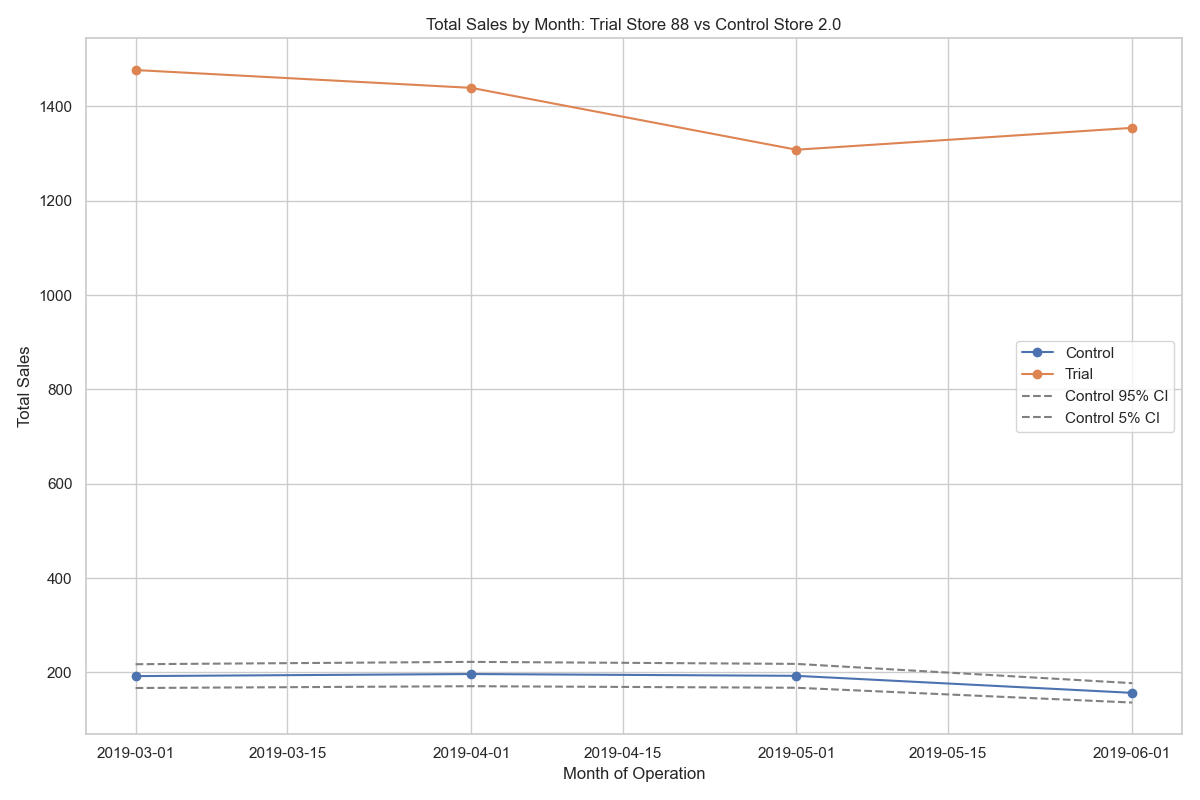 Total Sales by Month: Trial Store 88 vs Control Store 2.0
Total Sales
1400
1200
1000
800
600
400
200
Control
Trial
Control 95% CI
Control 5% CI
2019-03-01 2019-03-15 2019-04-01 2019-04-15 2019-05-01 2019-05-15 2019-06-01
Month of Operation